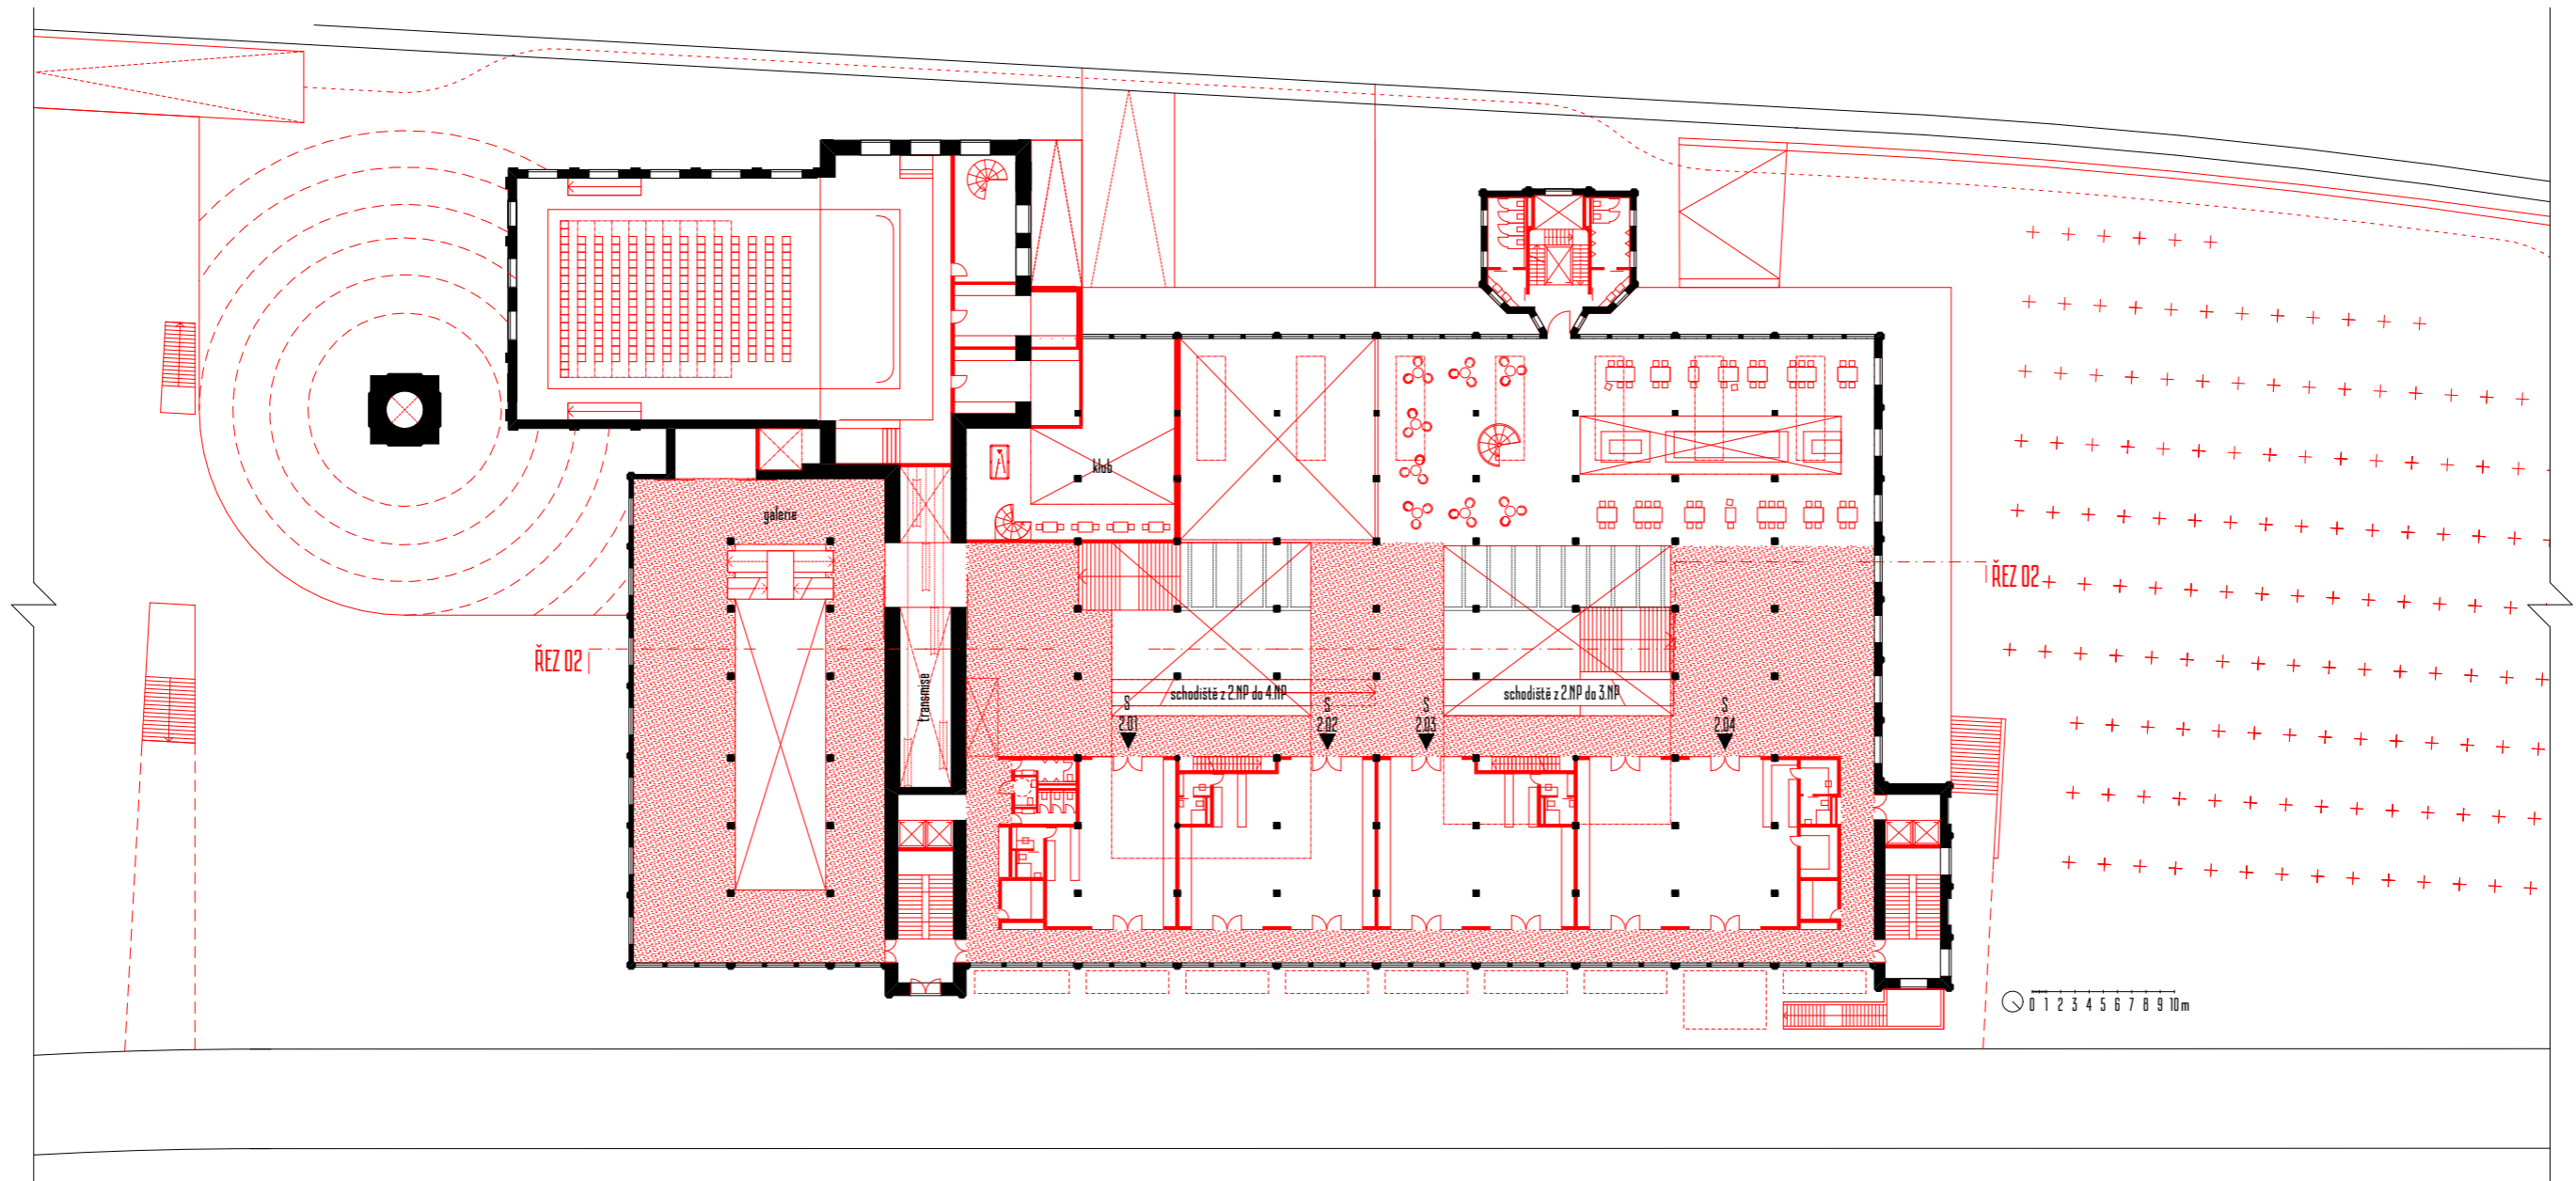 klub
galerie
ŘEZ 02
ŘEZ 02
transmise
schodiště z 2.NP do 4.NP
schodiště z 2.NP do 3.NP
S
2.01
S
2.02
S
2.03
S
2.04
0 1 2 3 4 5 6 7 8 9 10 m